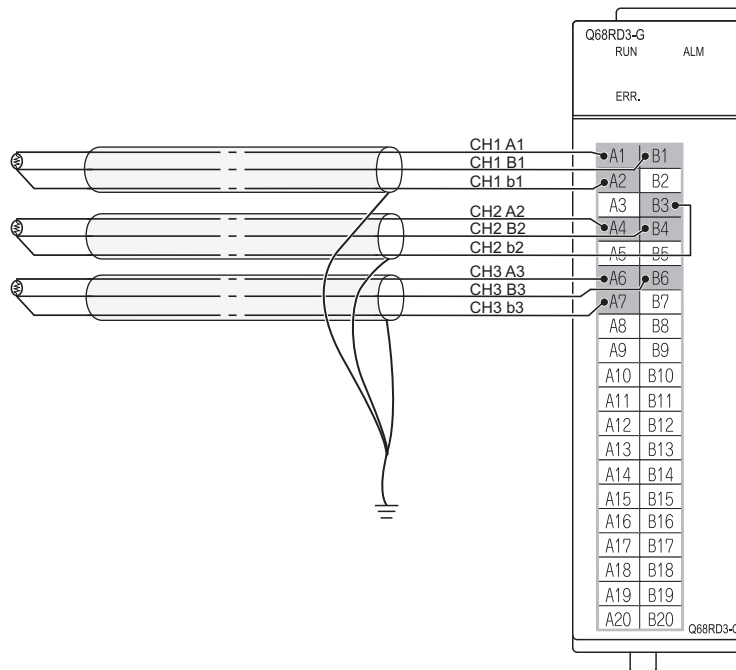 Q68RD3-G
RUN ALM
ERR.
CH1 A1
CH1 B1
CH1 b1
CH2 A2
CH2 B2
CH2 b2
CH3 A3
CH3 B3
CH3 b3
A1 B1
A2 B2
A3 B3
A4 B4
A5 B5
A6 B6
A7 B7
A8 B8
A9 B9
A10 B10
A11 B11
A12 B12
A13 B13
A14 B14
A15 B15
A16 B16
A17 B17
A18 B18
A19 B19
A20 B20
Q68RD3-G